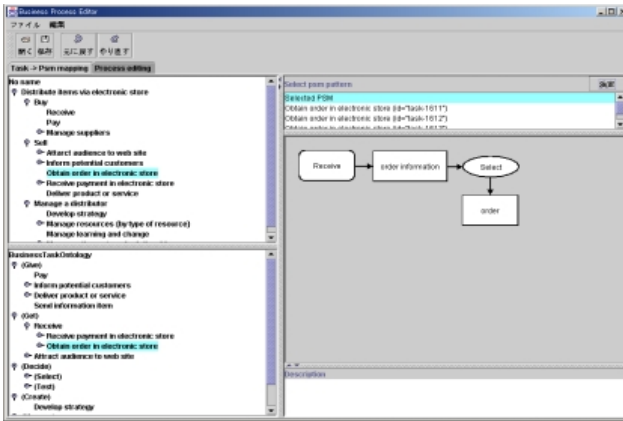 Business Process Editor
ファイル 編集
開く 保存 元に戻す やり直す
Task -> Psm mapping Process editing
No name
Distribute items via electronic store
Buy
Receive
Pay
Manage suppliers
Sell
Attarct audience to web site
Inform potential customers
Obtain order in electronic store
Receive payment in electronic store
Deliver product or service
Manage a distributor
Develop strategy
Manage resources (by type of resource)
Manage learning and change
BusinessTaskOntology
(Give)
Pay
Inform potential customers
Deliver product or service
Send information item
(Get)
Receive
Receive payment in electronic store
Obtain order in electronic store
Attract audience to web site
(Decide)
(Select)
(Test)
(Create)
Develop strategy
Select psm pattern
Selexted PSM
Obtain order in electronic store (id="task-1611")
Obtain order in electronic store (id="task-1612")
Receive
order information
Select
order
Description